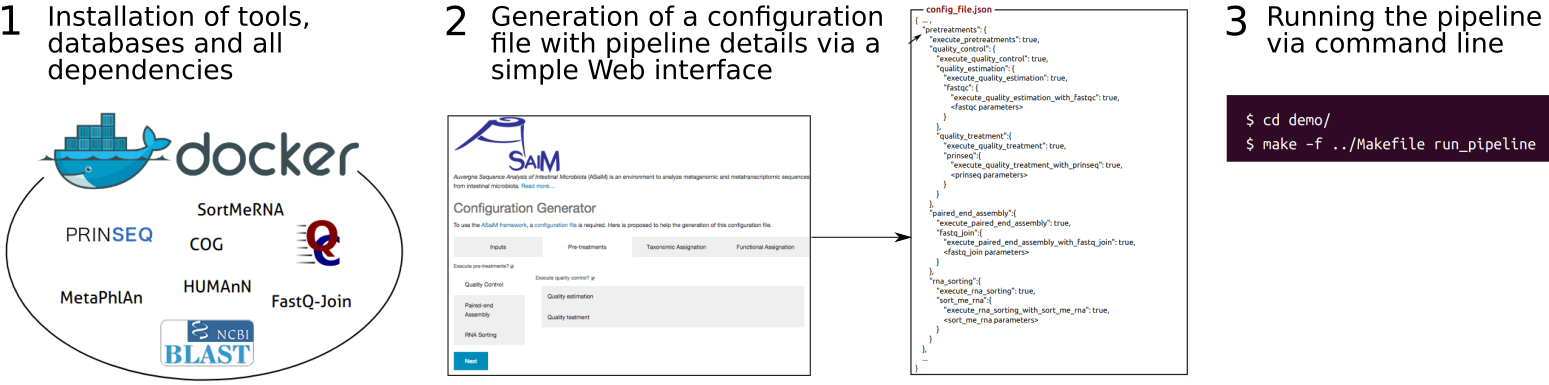 1 Installation of tools,
databases and all
dependencies
docker
SortMeRNA
PRINSEQ
COG
QC
HUMAnN
MetaPhlAn
FastQ-Join
NCBI
BLAST
2 Generation of a configuration
file with pipeline details via a
simple Web interface
ASAIM
Auvergne Sequence Analysis of Intestinal Microbiota (ASaiM) is an environment to analyze metagenomic and metatranscriptomic sequences
from intestinal microbiota. Read more...
Configuration Generator
To use the ASaiM framework, a configuration file is required. Here is proposed to help the generation of this configuration file.
Inputs Pre-treatments Taxonomic Assignation Functional Assignation
Execute pre-treatments?
Quality Control
Execute quality control?
Quality estimation
Paired-end
Assembly
Quality teatment
RNA Sorting
Next
config_file.json
{ ... ,
"pretreatments": {
"execute_pretreatments": true,
"quality_control": {
"execute_quality_control": true,
"quality_estimation": {
"execute_quality_estimation": true,
"fastqc": {
"execute_quality_estimation_with_fastqc": true,
<fastqc parameters>
}
},
"quality_treatment":{
"execute_quality_treatment": true,
"prinseq":{
"execute_quality_treatment_with_prinseq": true,
<prinseq parameters>
}
}
},
"paired_end_assembly":{
"execute_paired_end_assembly": true,
"fastq_join":{
"execute_paired_end_assembly_with_fastq_join": true,
<fastq_join parameters>
}
},
"rna_sorting":{
"execute_rna_sorting": true,
"sort_me_rna":{
"execute_rna_sorting_with_sort_me_rna": true,
<sort_me_rna parameters>
}
},
...
}
3 Running the pipeline
via command line
$ cd demo/
$ make -f ../Makefile run_pipeline